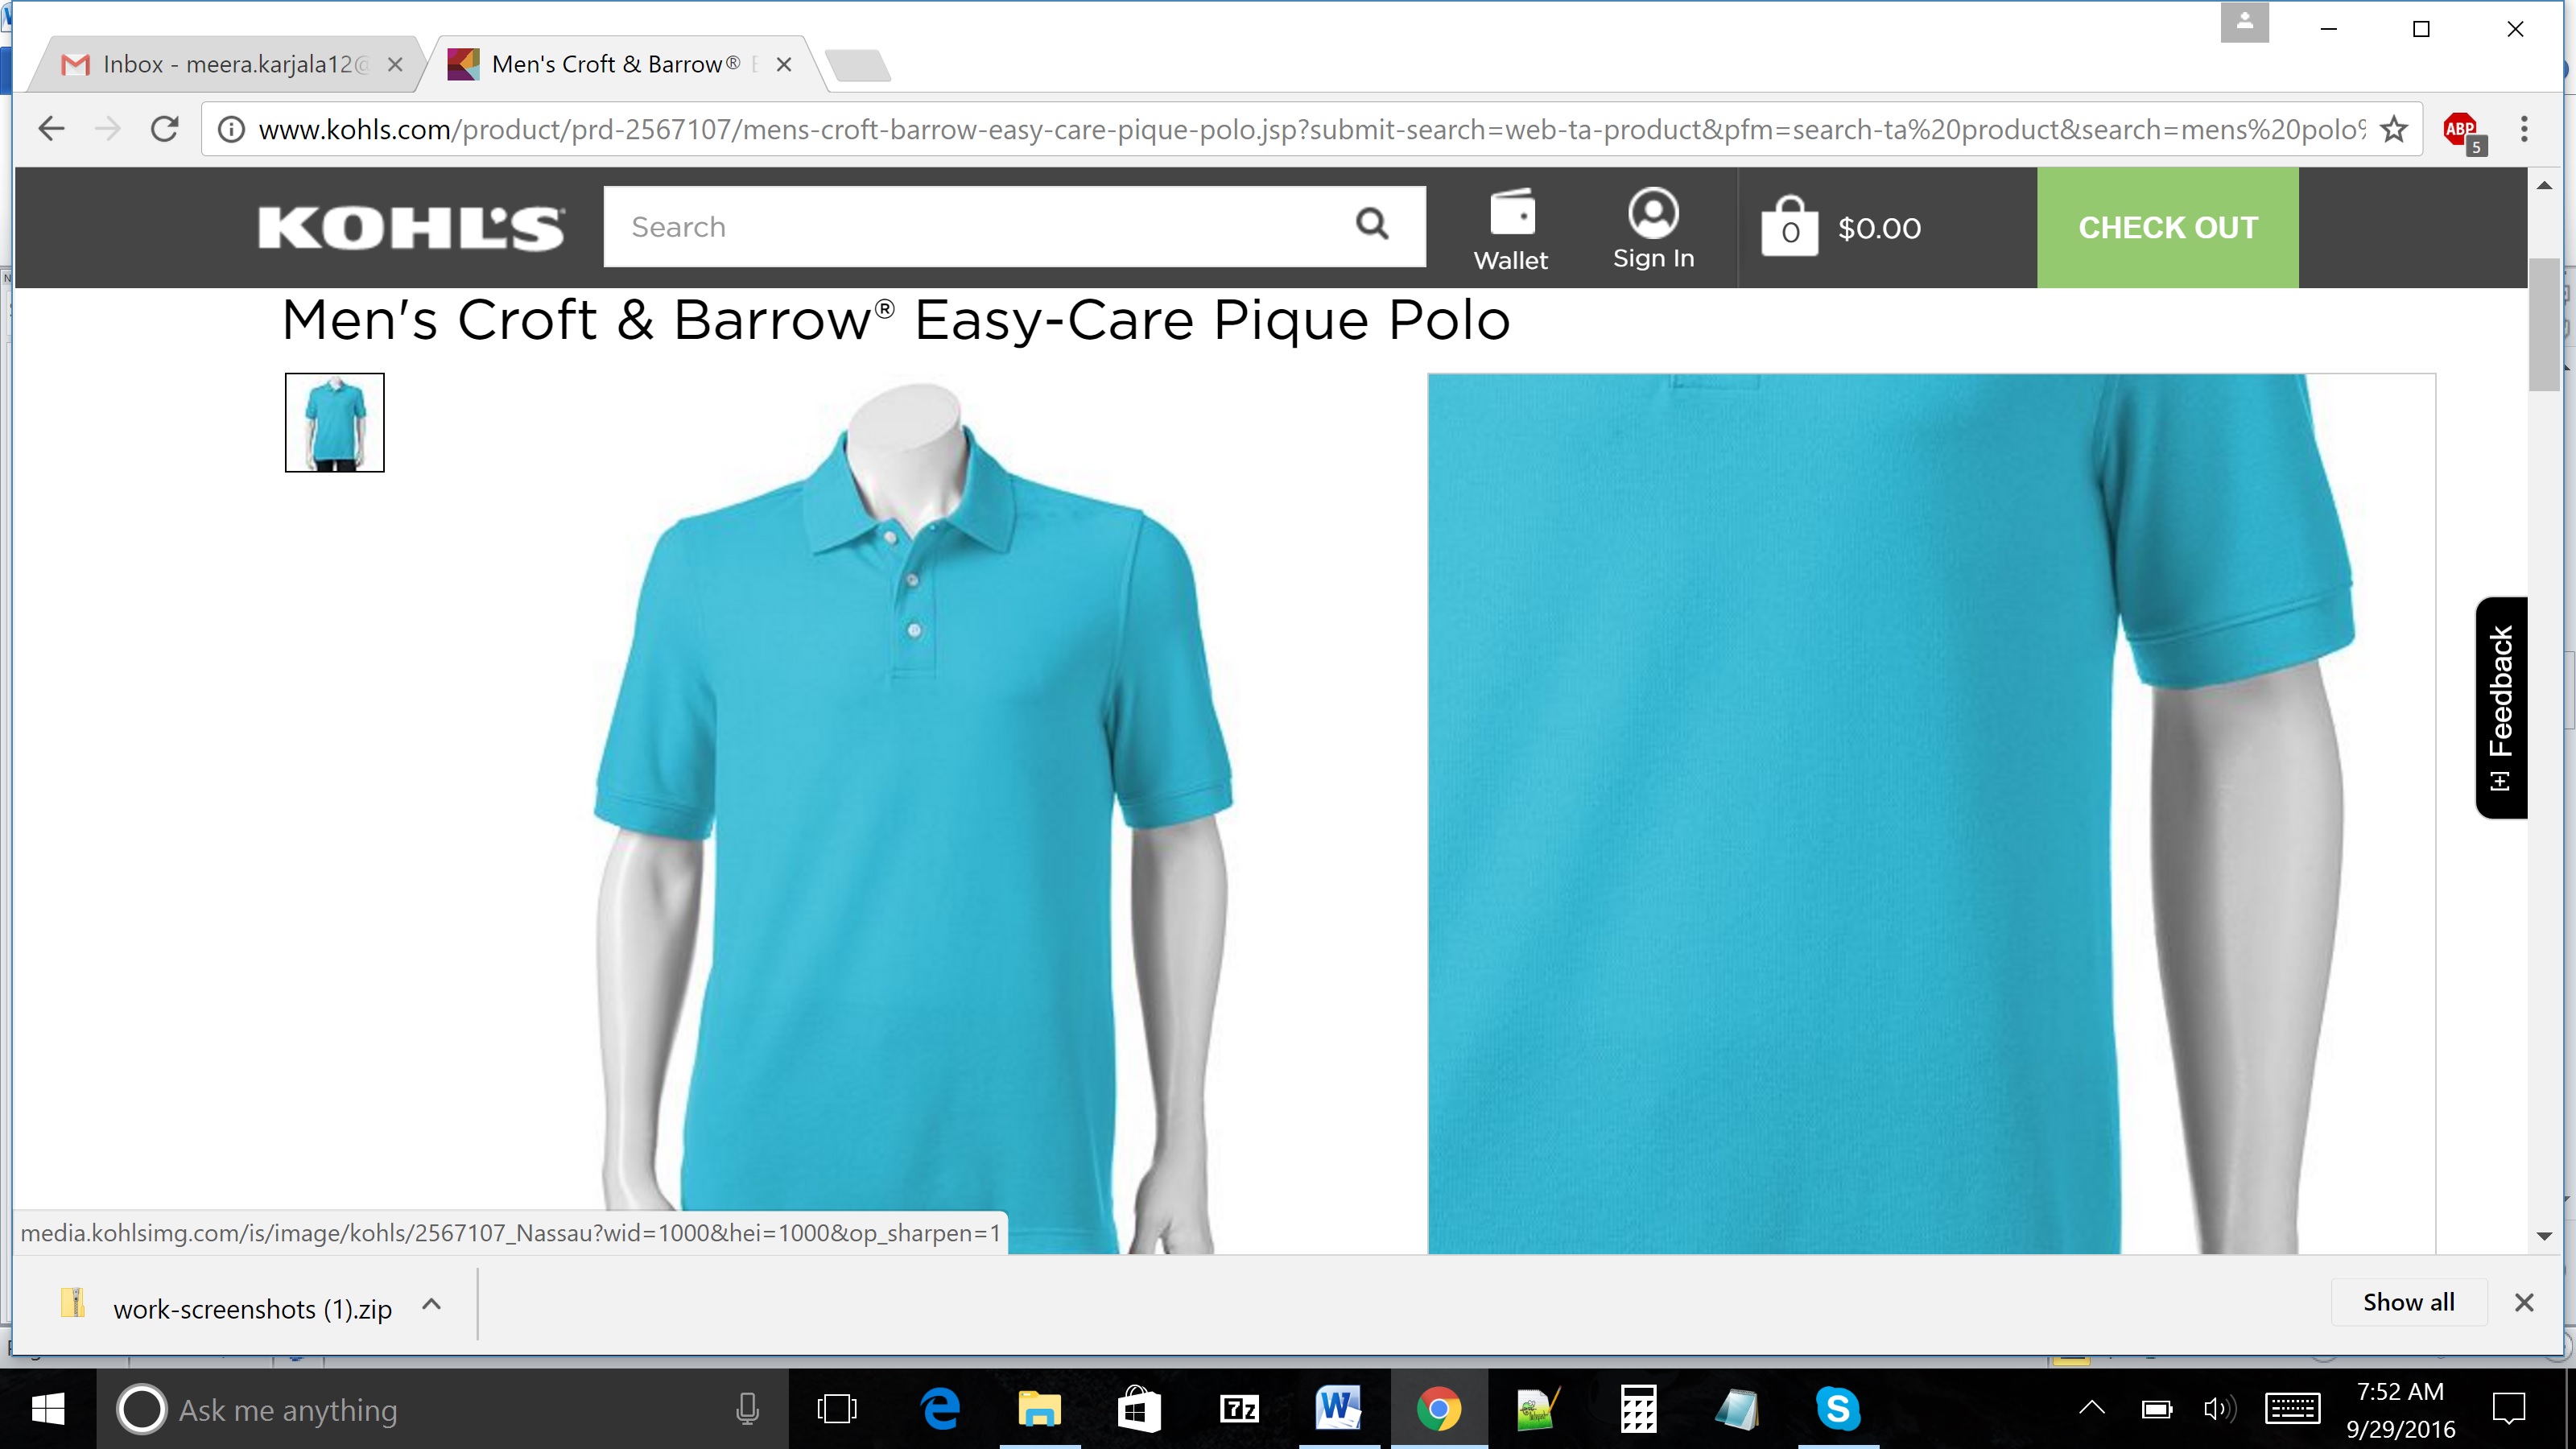 Inbox - meera.karjala12@
Men's Croft & Barrow®
www.kohls.com/product/prd-2567107/mens-croft-barrow-easy-care-pique-polo.jsp?submit-search=web-ta-product&pfm=search-ta%20product&search=mens%20polo%
ABP
5
KOHL'S
Search
Wallet
Sign In
0
$0.00
CHECK OUT
Men's Croft & Barrow® Easy-Care Pique Polo
[+] Feedback
media.kohlsimg.com/is/image/kohls/2567107_Nassau?wid=1000&hei=1000&op_sharpen=1
work-screenshots (1).zip
Show all
Ask me anything
7z
W
S
7:52 AM
9/29/2016